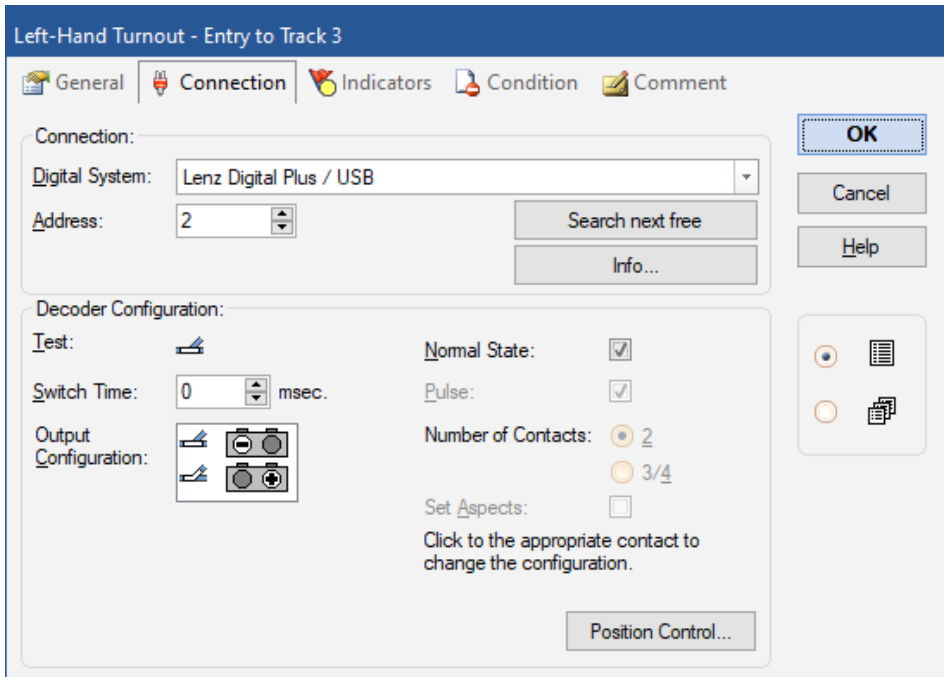 Left-Hand Turnout - Entry to Track 3
General Connection Indicators Condition Comment
Connection:
Digital System: Lenz Digital Plus / USB
Address: 2
Search next free
Info...
OK
Cancel
Help
Decoder Configuration:
Test:
Normal State:
Switch Time: 0 msec.
Pulse:
Output
Configuration:
Number of Contacts: 2
3/4
Set Aspects:
Click to the appropriate contact to
change the configuration.
Position Control...